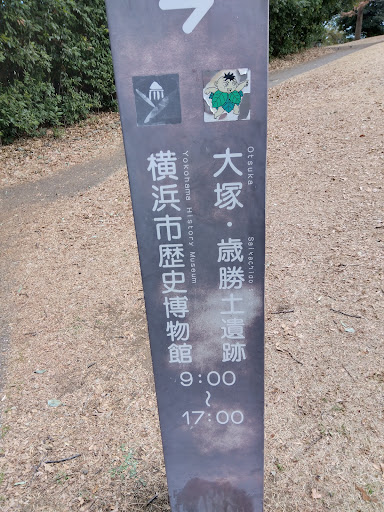 大塚・歳勝土遺跡
Otsuka Saikachido
横浜市歴史博物館
Yokohama History Museum
9:00
〜
17:00